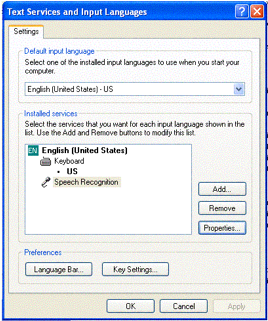 Text Services and Input Languages
Settings
Default input language
Select one of the installed input languages to use when you start your
computer.
English (United States) - US
Installed services
Select the services that you want for each input language shown in the
list. Use the Add and Remove buttons to modify this list.
EN English (United States)
Keyboard
• US
Speech Recognition
Add...
Remove
Properties...
Preferences
Language Bar...
Key Settings...
OK
Cancel
Apply